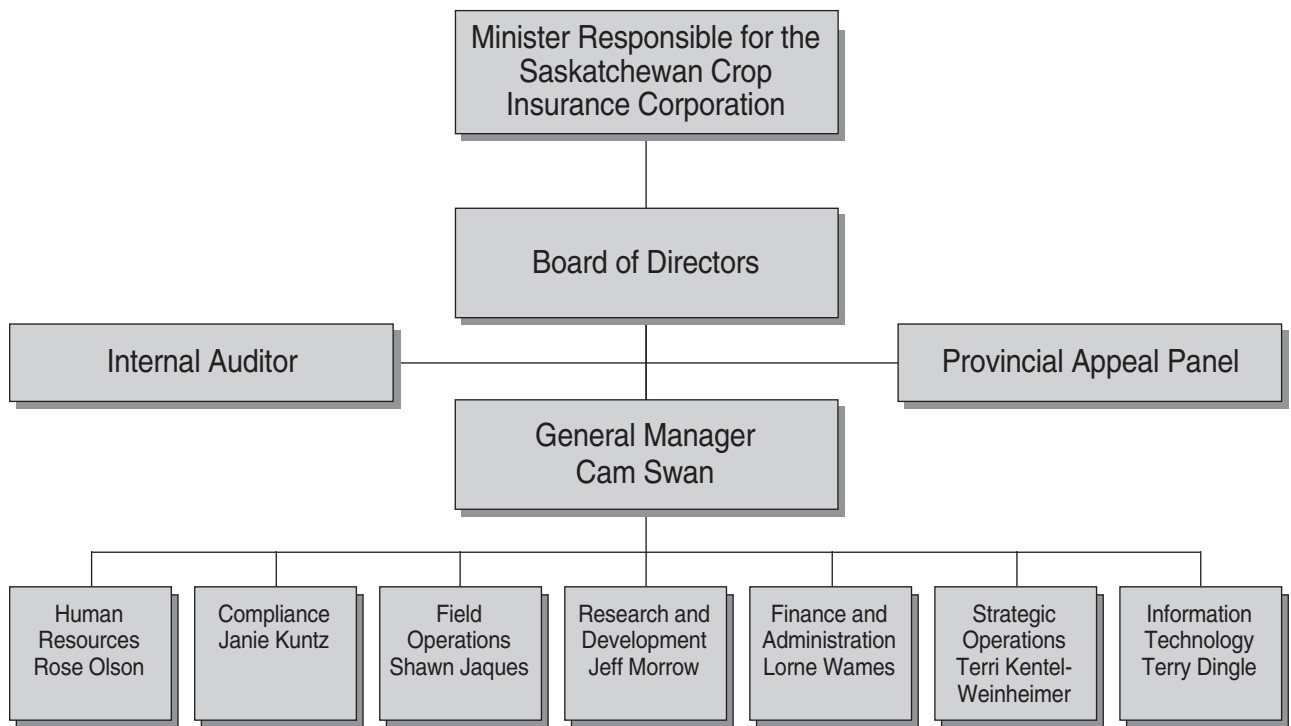 Minister Responsible for the
Saskatchewan Crop
Insurance Corporation
Board of Directors
Internal Auditor
Provincial Appeal Panel
General Manager
Cam Swan
Human
Resources
Rose Olson
Compliance
Janie Kuntz
Field
Operations
Shawn Jaques
Research and
Development
Jeff Morrow
Finance and
Administration
Lorne Warnes
Strategic
Operations
Terri Kentel-
Weinheimer
Information
Technology
Terry Dingle